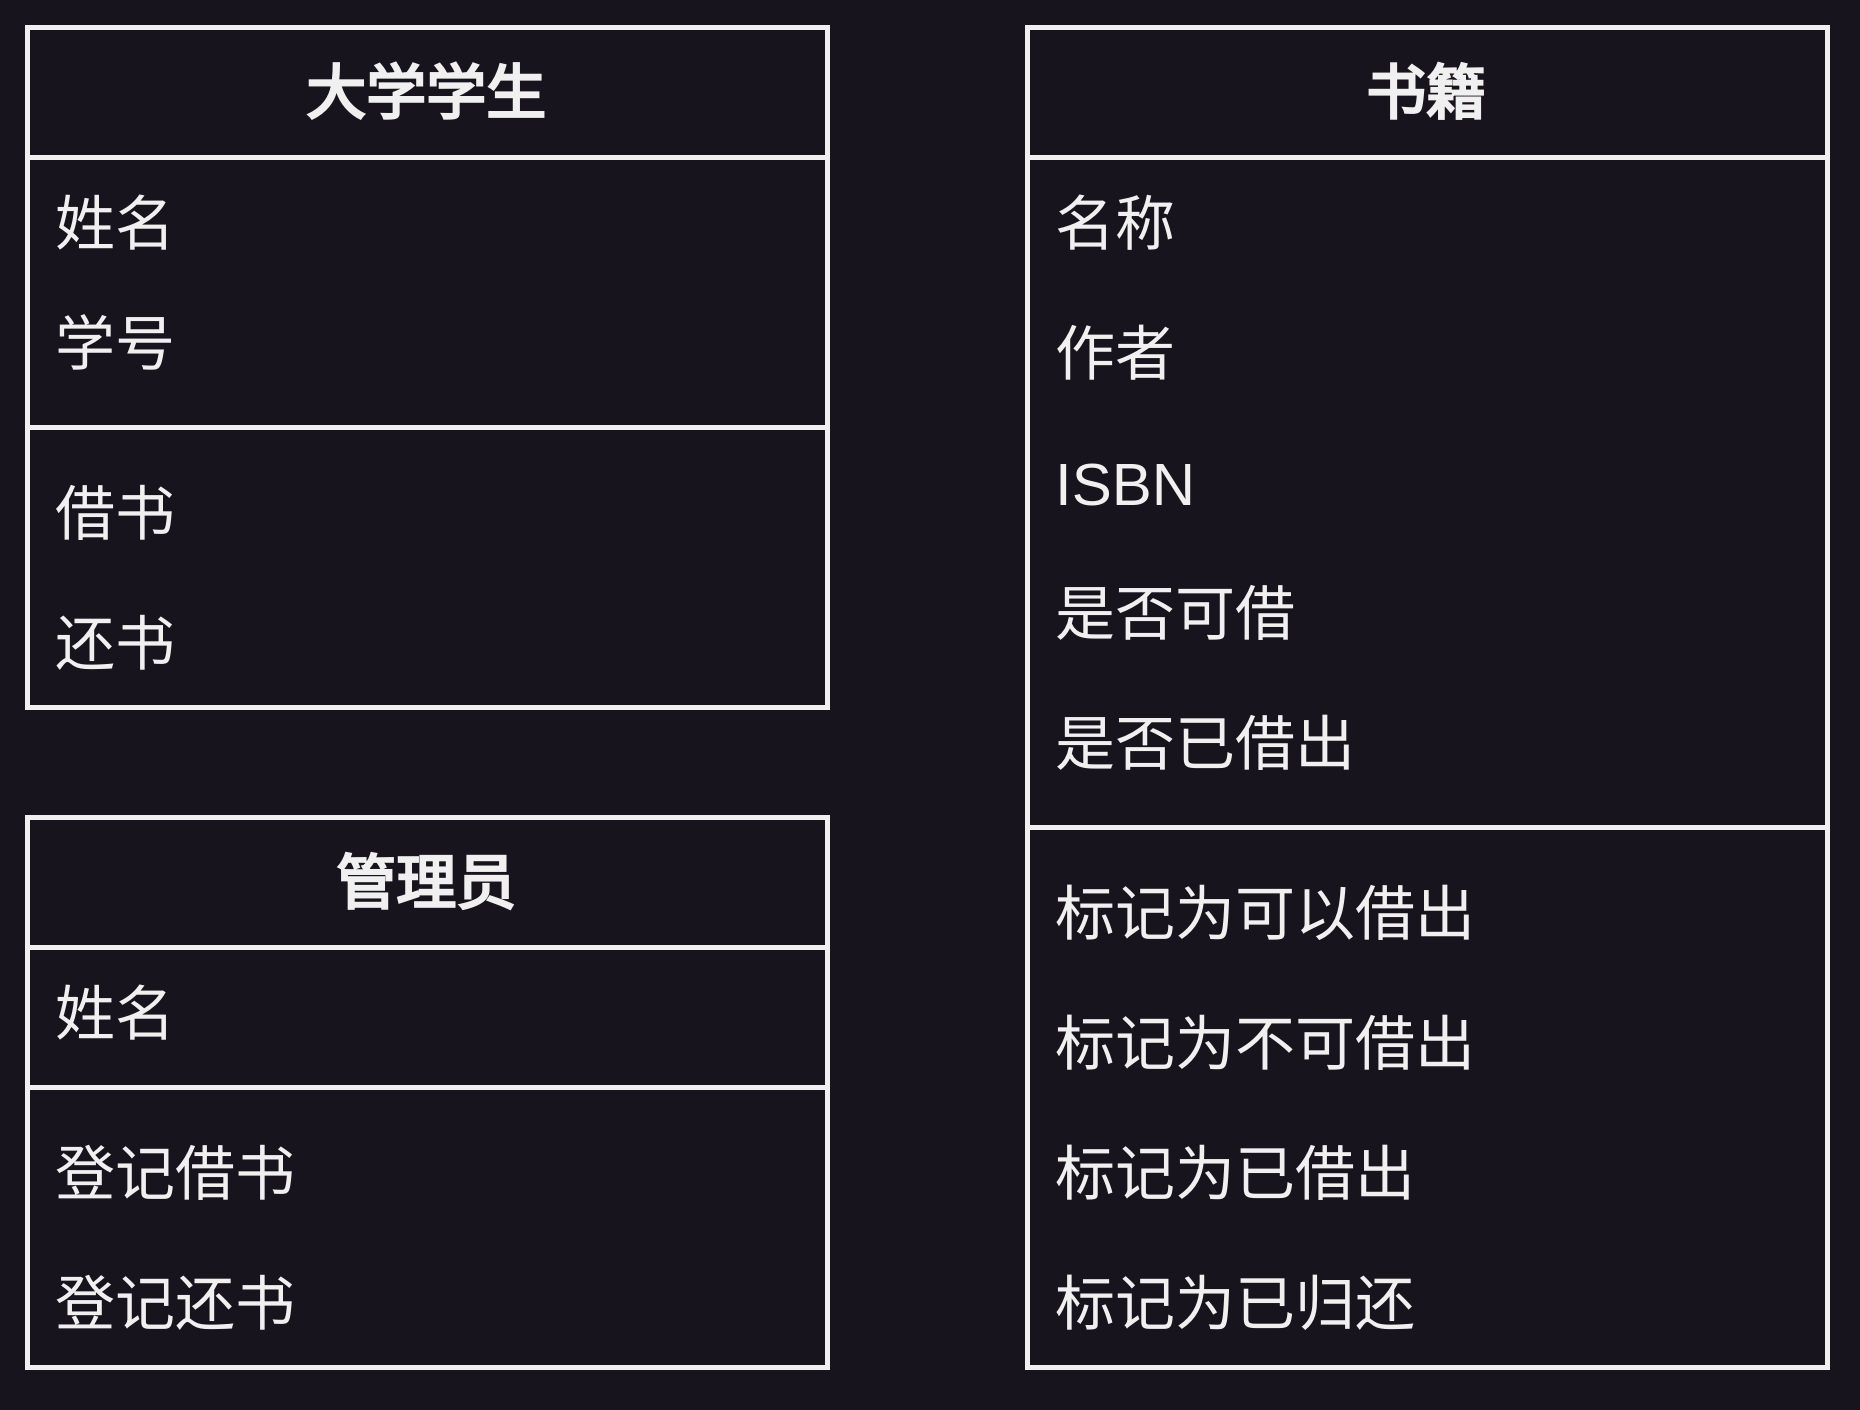 大学学生
姓名
学号
借书
还书
管理员
姓名
登记借书
登记还书
书籍
名称
作者
ISBN
是否可借
是否已借出
标记为可以借出
标记为不可借出
标记为已借出
标记为已归还